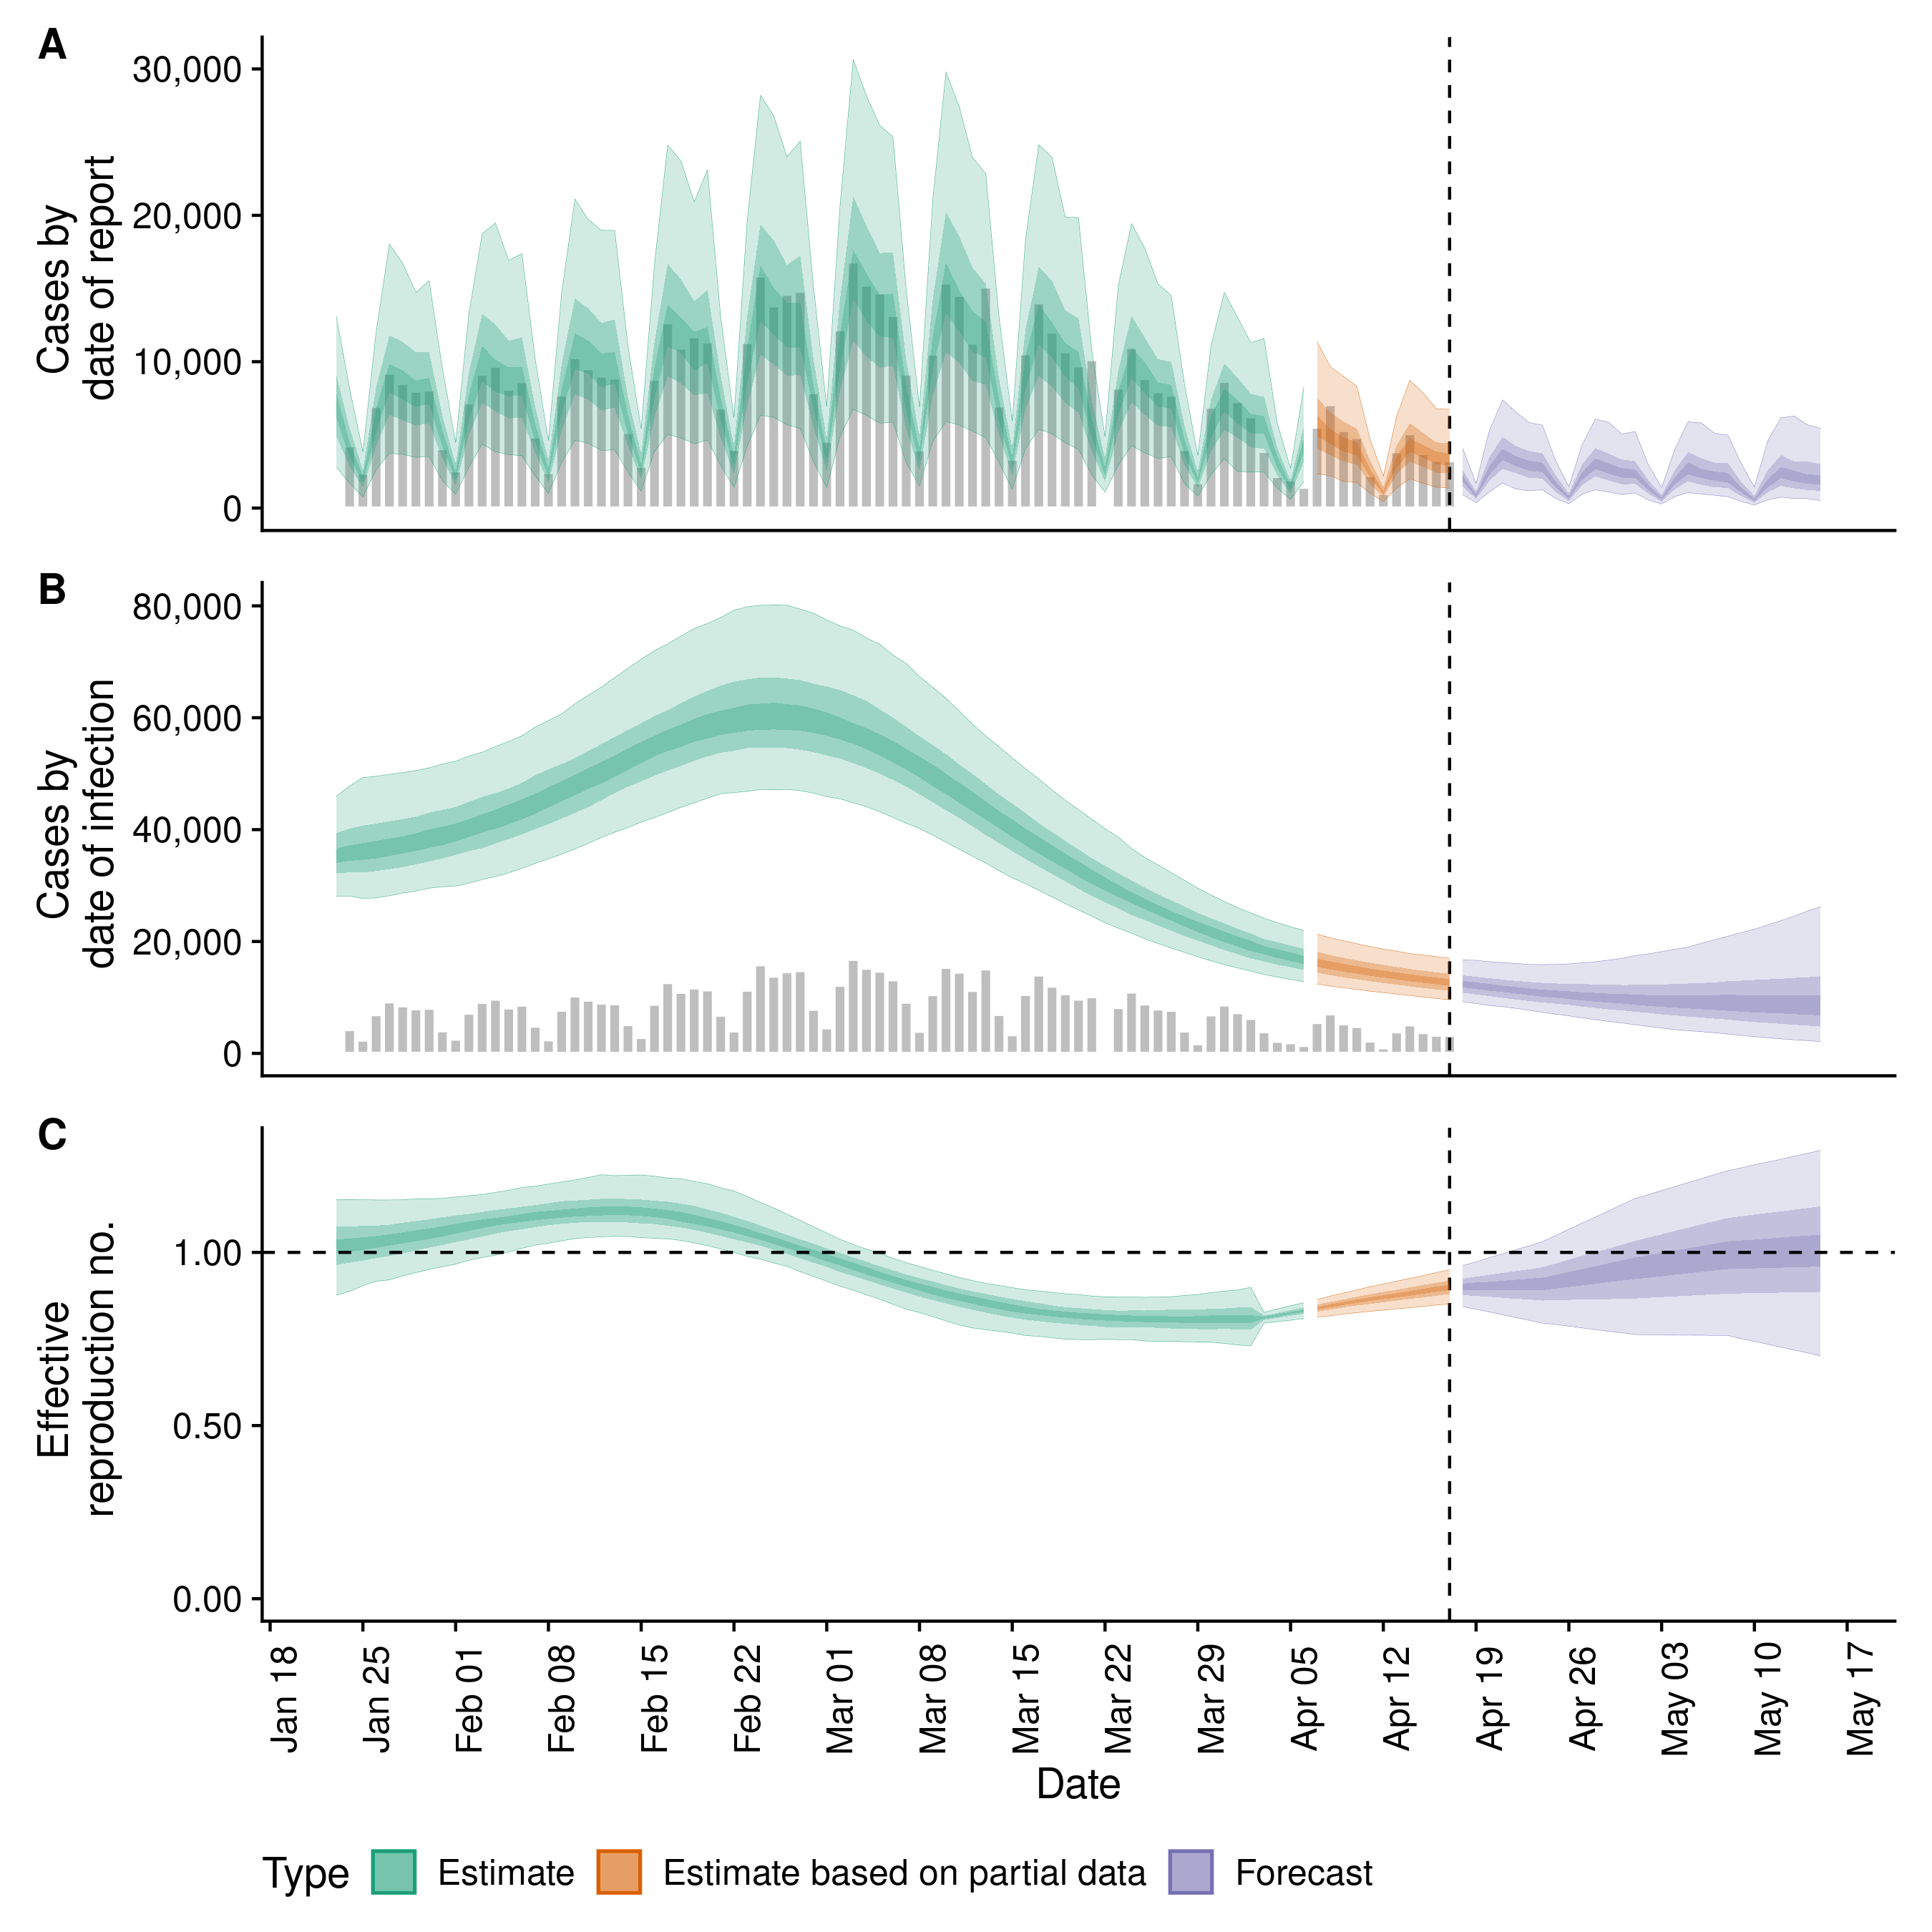 A
Cases by
date of report
30,000
20,000
10,000
0
B
Cases by
date of infection
80,000
60,000
40,000
20,000
0
C
Effective
reproduction no.
1.00
0.50
0.00
Jan 18
Jan 25
Feb 01
Feb 08
Feb 15
Feb 22
Mar 01
Mar 08
Mar 15
Mar 22
Mar 29
Apr 05
Apr 12
Apr 19
Apr 26
May 03
May 10
May 17
Date
Type Estimate Estimate based on partial data Forecast